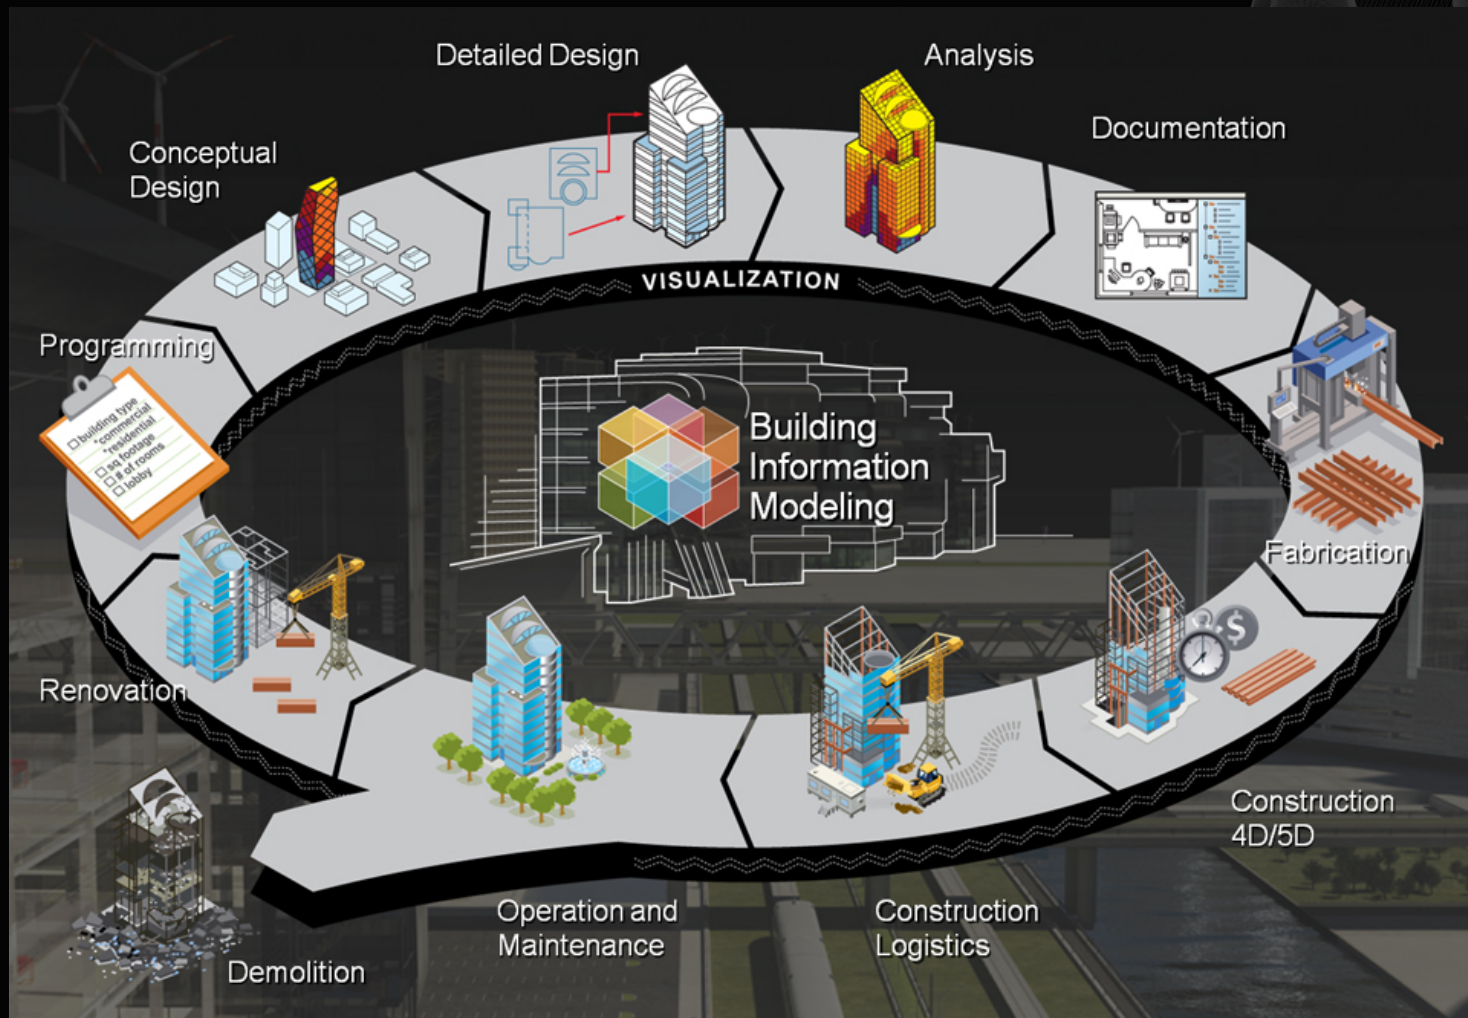 Detailed Design
Analysis
Documentation
Conceptual
Design
VISUALIZATION
Programming
building type
*commercial
*residential
sq footage
# of rooms
lobby
Building
Information
Modeling
Fabrication
$
Renovation
Construction
4D/5D
Operation and
Maintenance
Construction
Logistics
Demolition